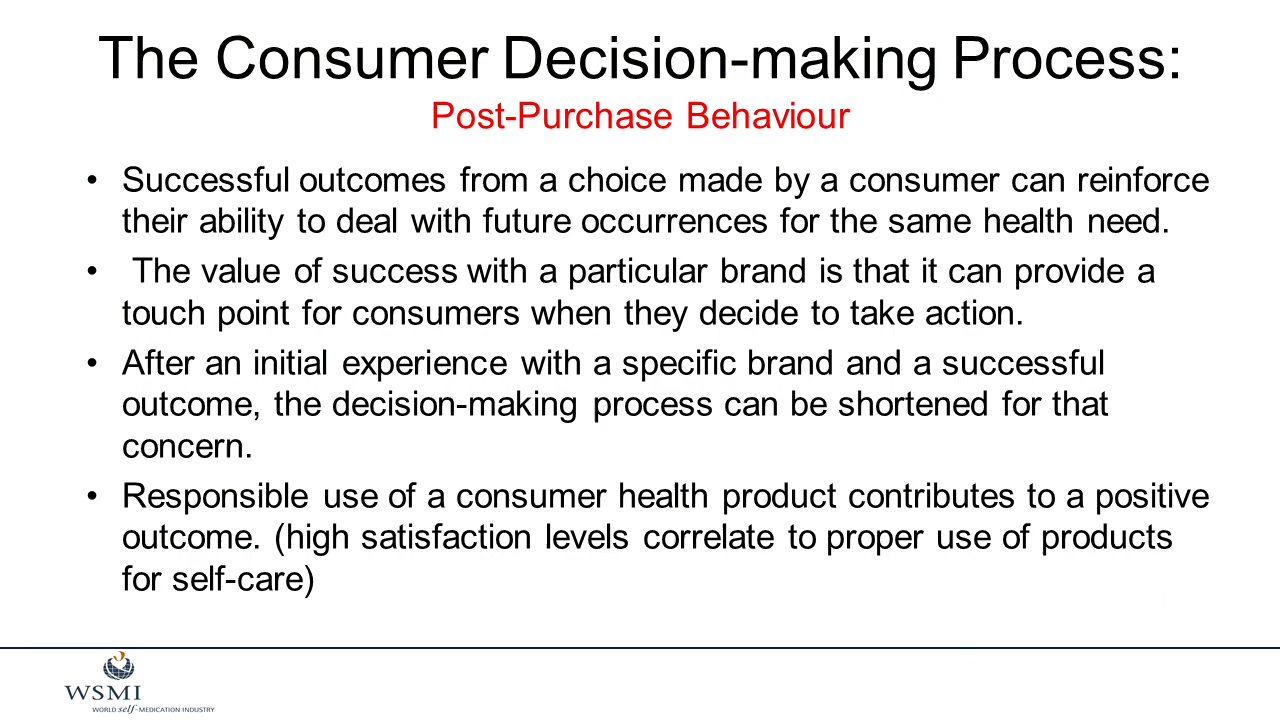 The Consumer Decision-making Process:
Post-Purchase Behaviour
• Successful outcomes from a choice made by a consumer can reinforce
their ability to deal with future occurrences for the same health need.
• The value of success with a particular brand is that it can provide a
touch point for consumers when they decide to take action.
• After an initial experience with a specific brand and a successful
outcome, the decision-making process can be shortened for that
concern.
• Responsible use of a consumer health product contributes to a positive
outcome. (high satisfaction levels correlate to proper use of products
for self-care)
WSMI
WORLD self-MEDICATION INDUSTRY